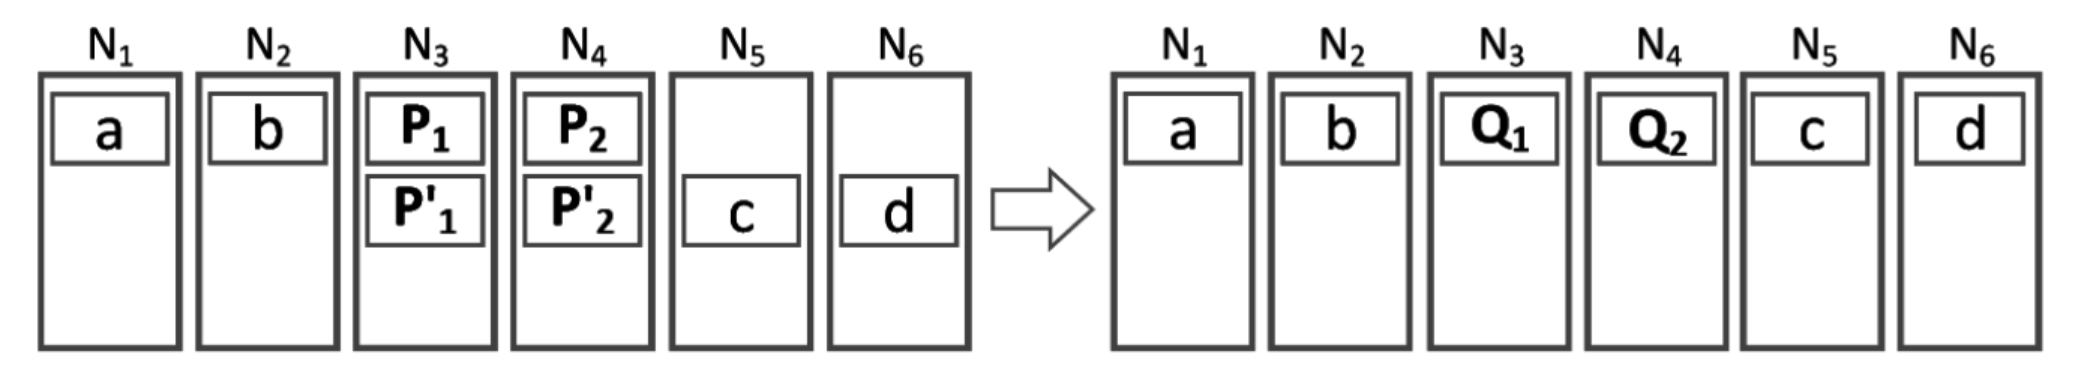 N₁ N₂ N₃ N₄ N₅ N₆ N₁ N₂ N₃ N₄ N₅ N₆
a b P₁ P₂ a b Q₁ Q₂ c d
P'₁ P'₂ c d